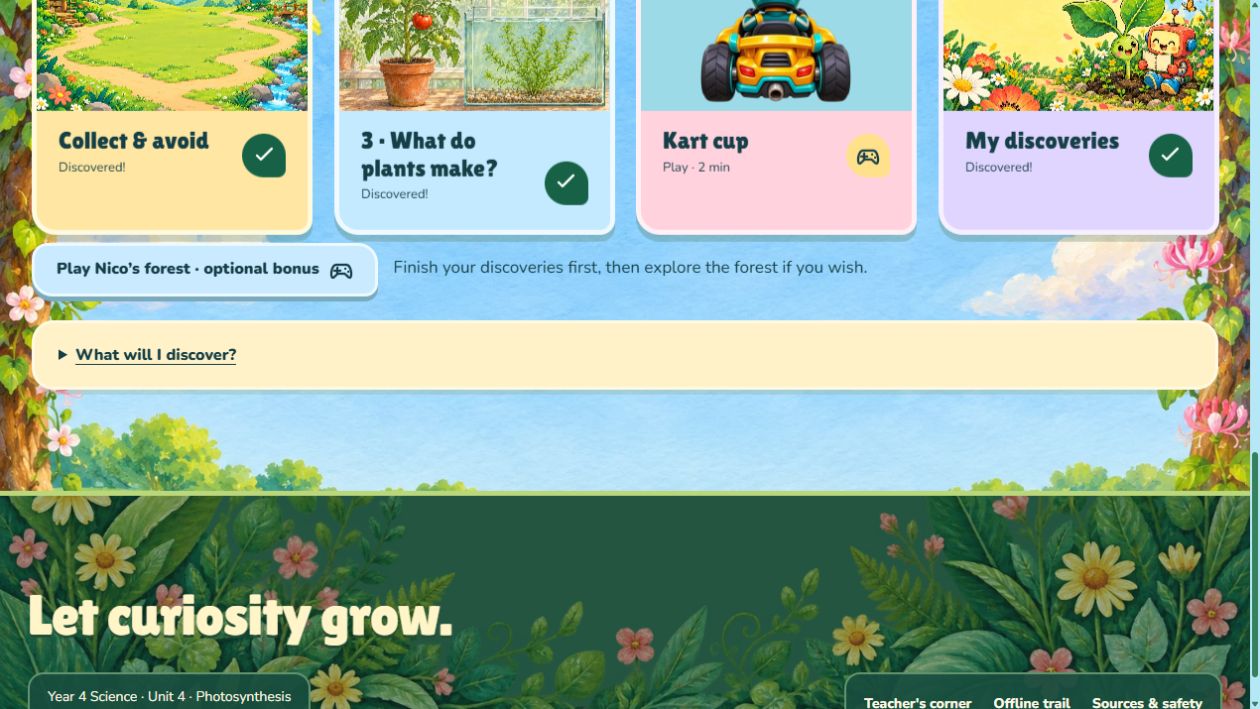 Collect & avoid
Discovered!
3 · What do
plants make?
Discovered!
Kart cup
Play · 2 min
My discoveries
Discovered!
Play Nico’s forest · optional bonus
Finish your discoveries first, then explore the forest if you wish.
What will I discover?
Let curiosity grow.
Year 4 Science · Unit 4 · Photosynthesis
Teacher's corner
Offline trail
Sources & safety